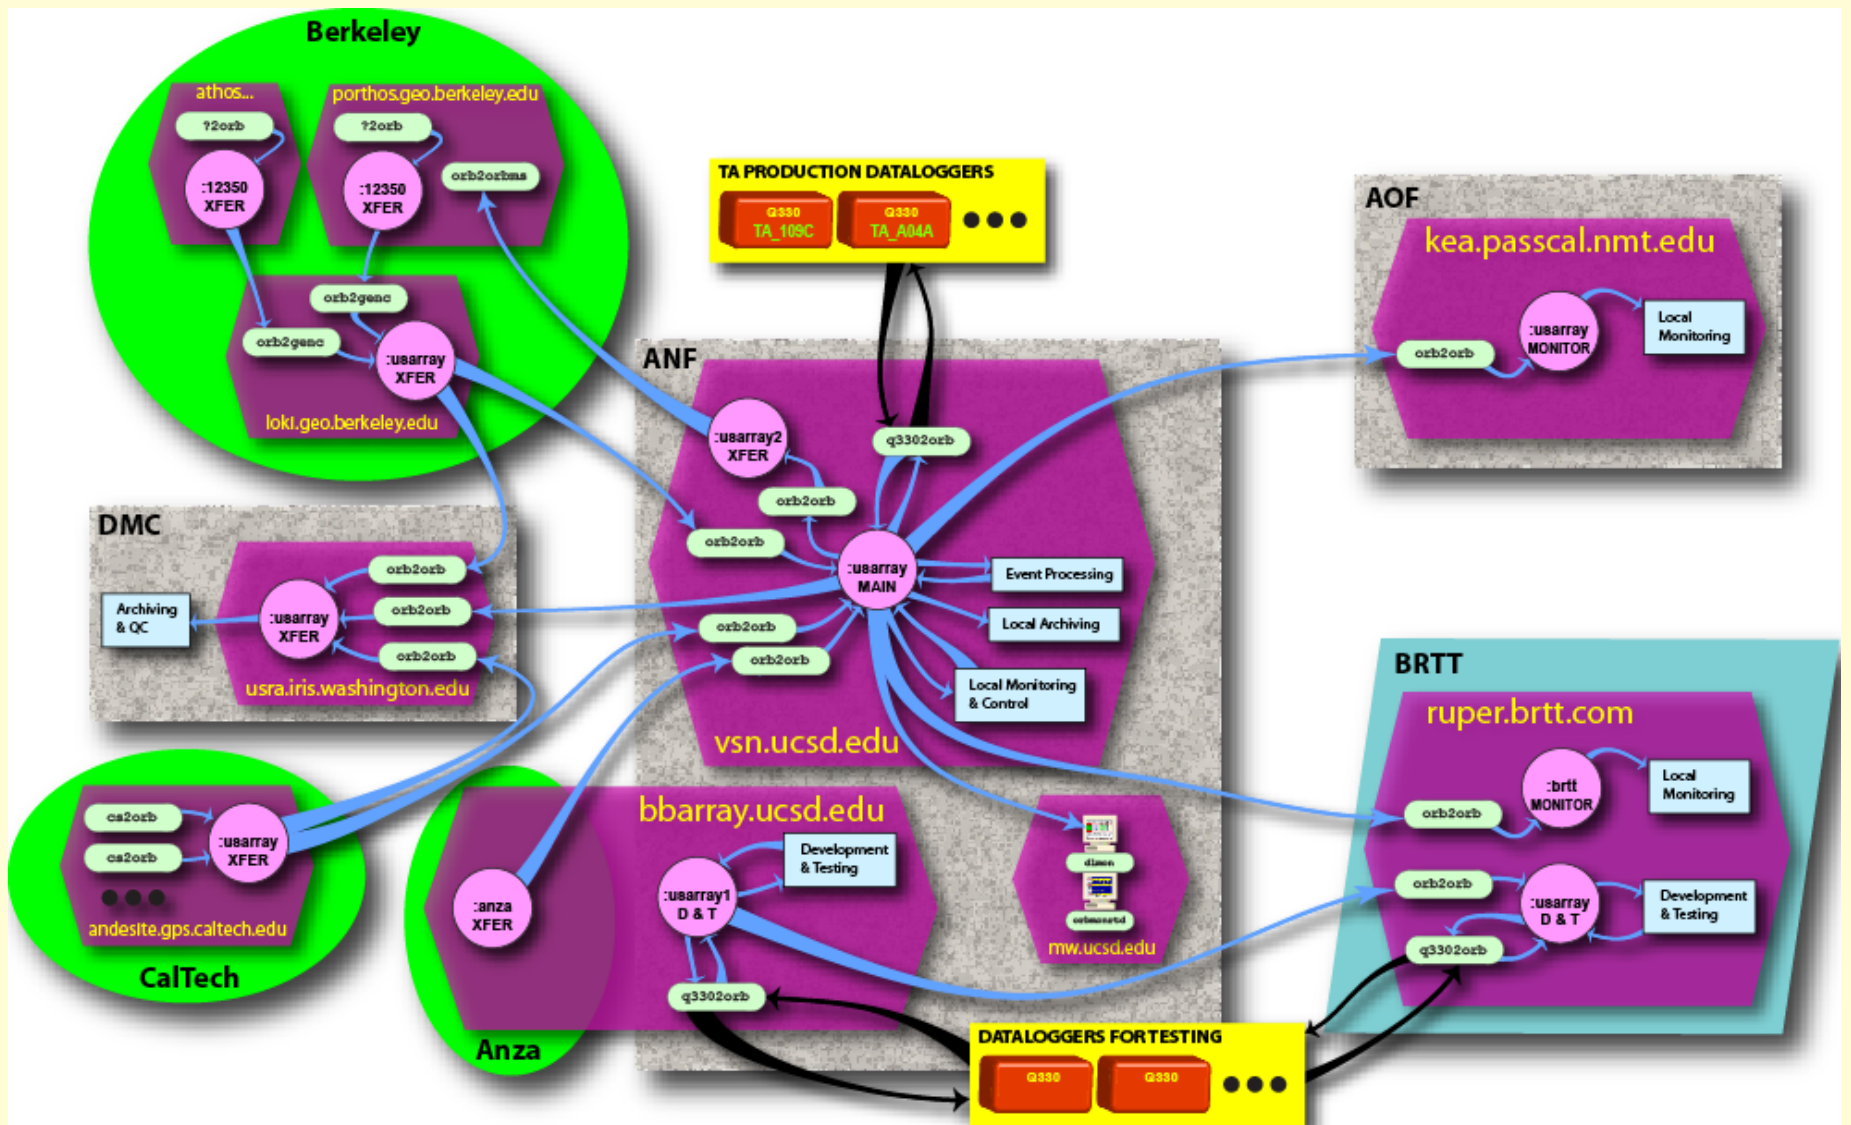 Berkeley
athos...
?2orb
:12350
XFER
porthos.geo.berkeley.edu
?2orb
:12350
XFER
orb2orbms
orb2genc
orb2genc
:usarray
XFER
loki.geo.berkeley.edu
TA PRODUCTION DATALOGGERS
Q330
TA_109C
Q330
TA_A04A
AOF
kea.passcal.nmt.edu
orb2orb
:usarray
MONITOR
Local
Monitoring
ANF
:usarray2
XFER
q3302orb
orb2orb
orb2orb
:usarray
MAIN
Event Processing
Local Archiving
orb2orb
orb2orb
Local Monitoring
& Control
vsn.ucsd.edu
DMC
Archiving
& QC
:usarray
XFER
orb2orb
orb2orb
orb2orb
usra.iris.washington.edu
cs2orb
cs2orb
:usarray
XFER
andesite.gps.caltech.edu
CalTech
:anza
XFER
Anza
bbarray.ucsd.edu
:usarray1
D & T
Development
& Testing
q3302orb
dlmon
orbmonrtd
mw.ucsd.edu
BRTT
ruper.brtt.com
:brtt
MONITOR
Local
Monitoring
orb2orb
orb2orb
:usarray
D & T
Development
& Testing
q3302orb
DATALOGGERS FOR TESTING
Q330
Q330